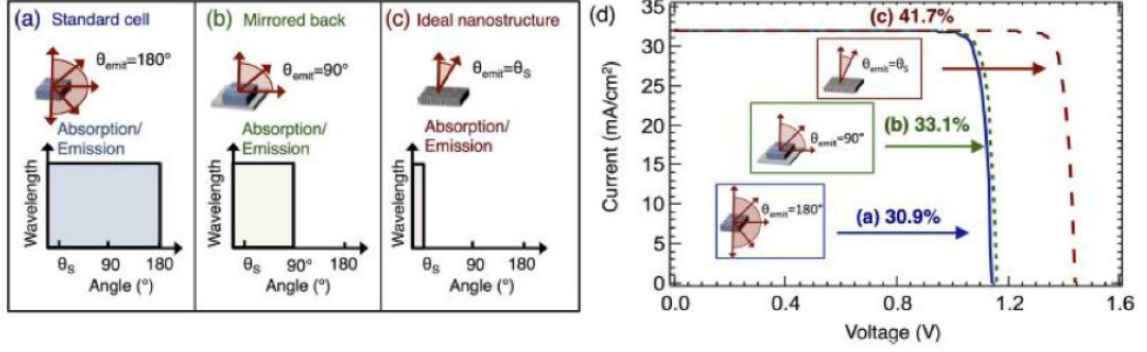 (a) Standard cell
θemit=180°
Absorption/
Emission
Wavelength
θS 90 180
Angle (°)
(b) Mirrored back
θemit=90°
Absorption/
Emission
Wavelength
θS 90° 180
Angle (°)
(c) Ideal nanostructure
θemit=θS
Absorption/
Emission
Wavelength
θS 90 180
Angle (°)
(d)
Current (mA/cm²)
35
30
25
20
15
10
5
0
(c) 41.7%
θemit=θS
(b) 33.1%
θemit=90°
(a) 30.9%
θemit=180°
0.0 0.4 0.8 1.2 1.6
Voltage (V)